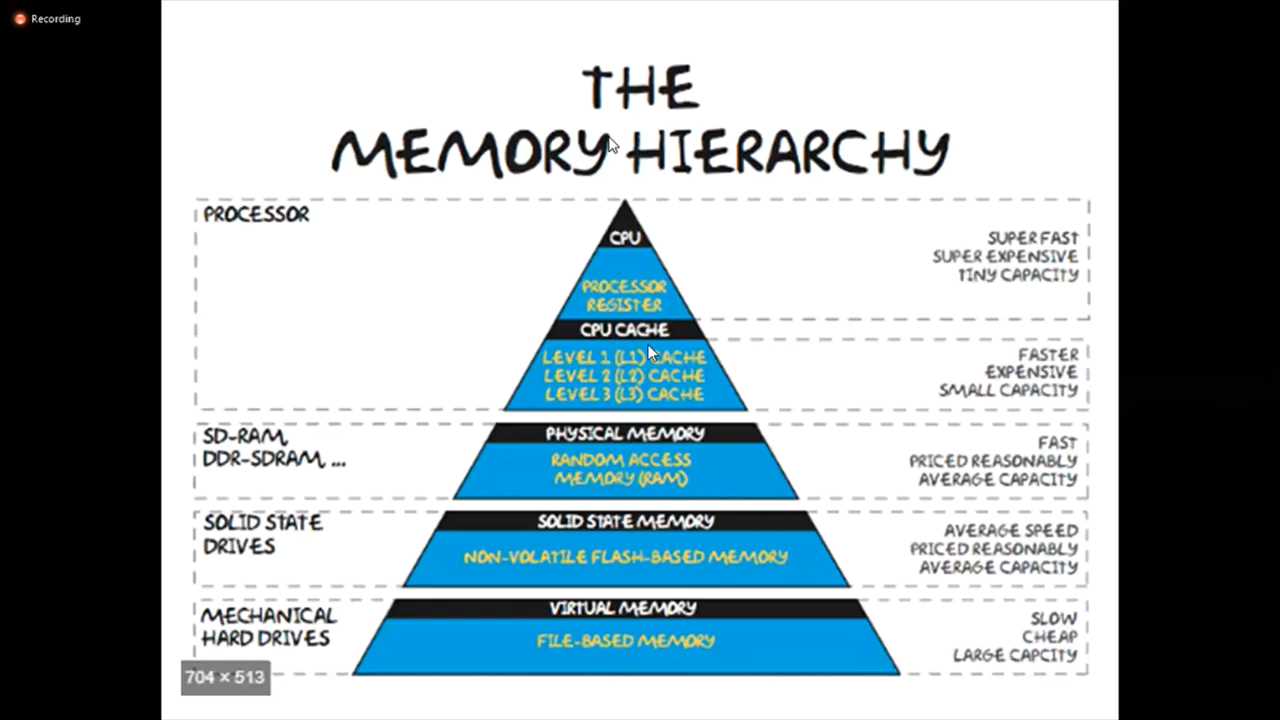 Recording
THE
MEMORY HIERARCHY
PROCESSOR
CPU
SUPER FAST
SUPER EXPENSIVE
TINY CAPACITY
PROCESSOR
REGISTER
CPU CACHE
LEVEL 1 (L1) CACHE
LEVEL 2 (L2) CACHE
LEVEL 3 (L3) CACHE
FASTER
EXPENSIVE
SMALL CAPACITY
SD-RAM,
DDR-SDRAM, ...
PHYSICAL MEMORY
RANDOM ACCESS
MEMORY (RAM)
FAST
PRICED REASONABLY
AVERAGE CAPACITY
SOLID STATE
DRIVES
SOLID STATE MEMORY
NON-VOLATILE FLASH-BASED MEMORY
AVERAGE SPEED
PRICED REASONABLY
AVERAGE CAPACITY
MECHANICAL
HARD DRIVES
VIRTUAL MEMORY
FILE-BASED MEMORY
SLOW
CHEAP
LARGE CAPCITY
704 × 513